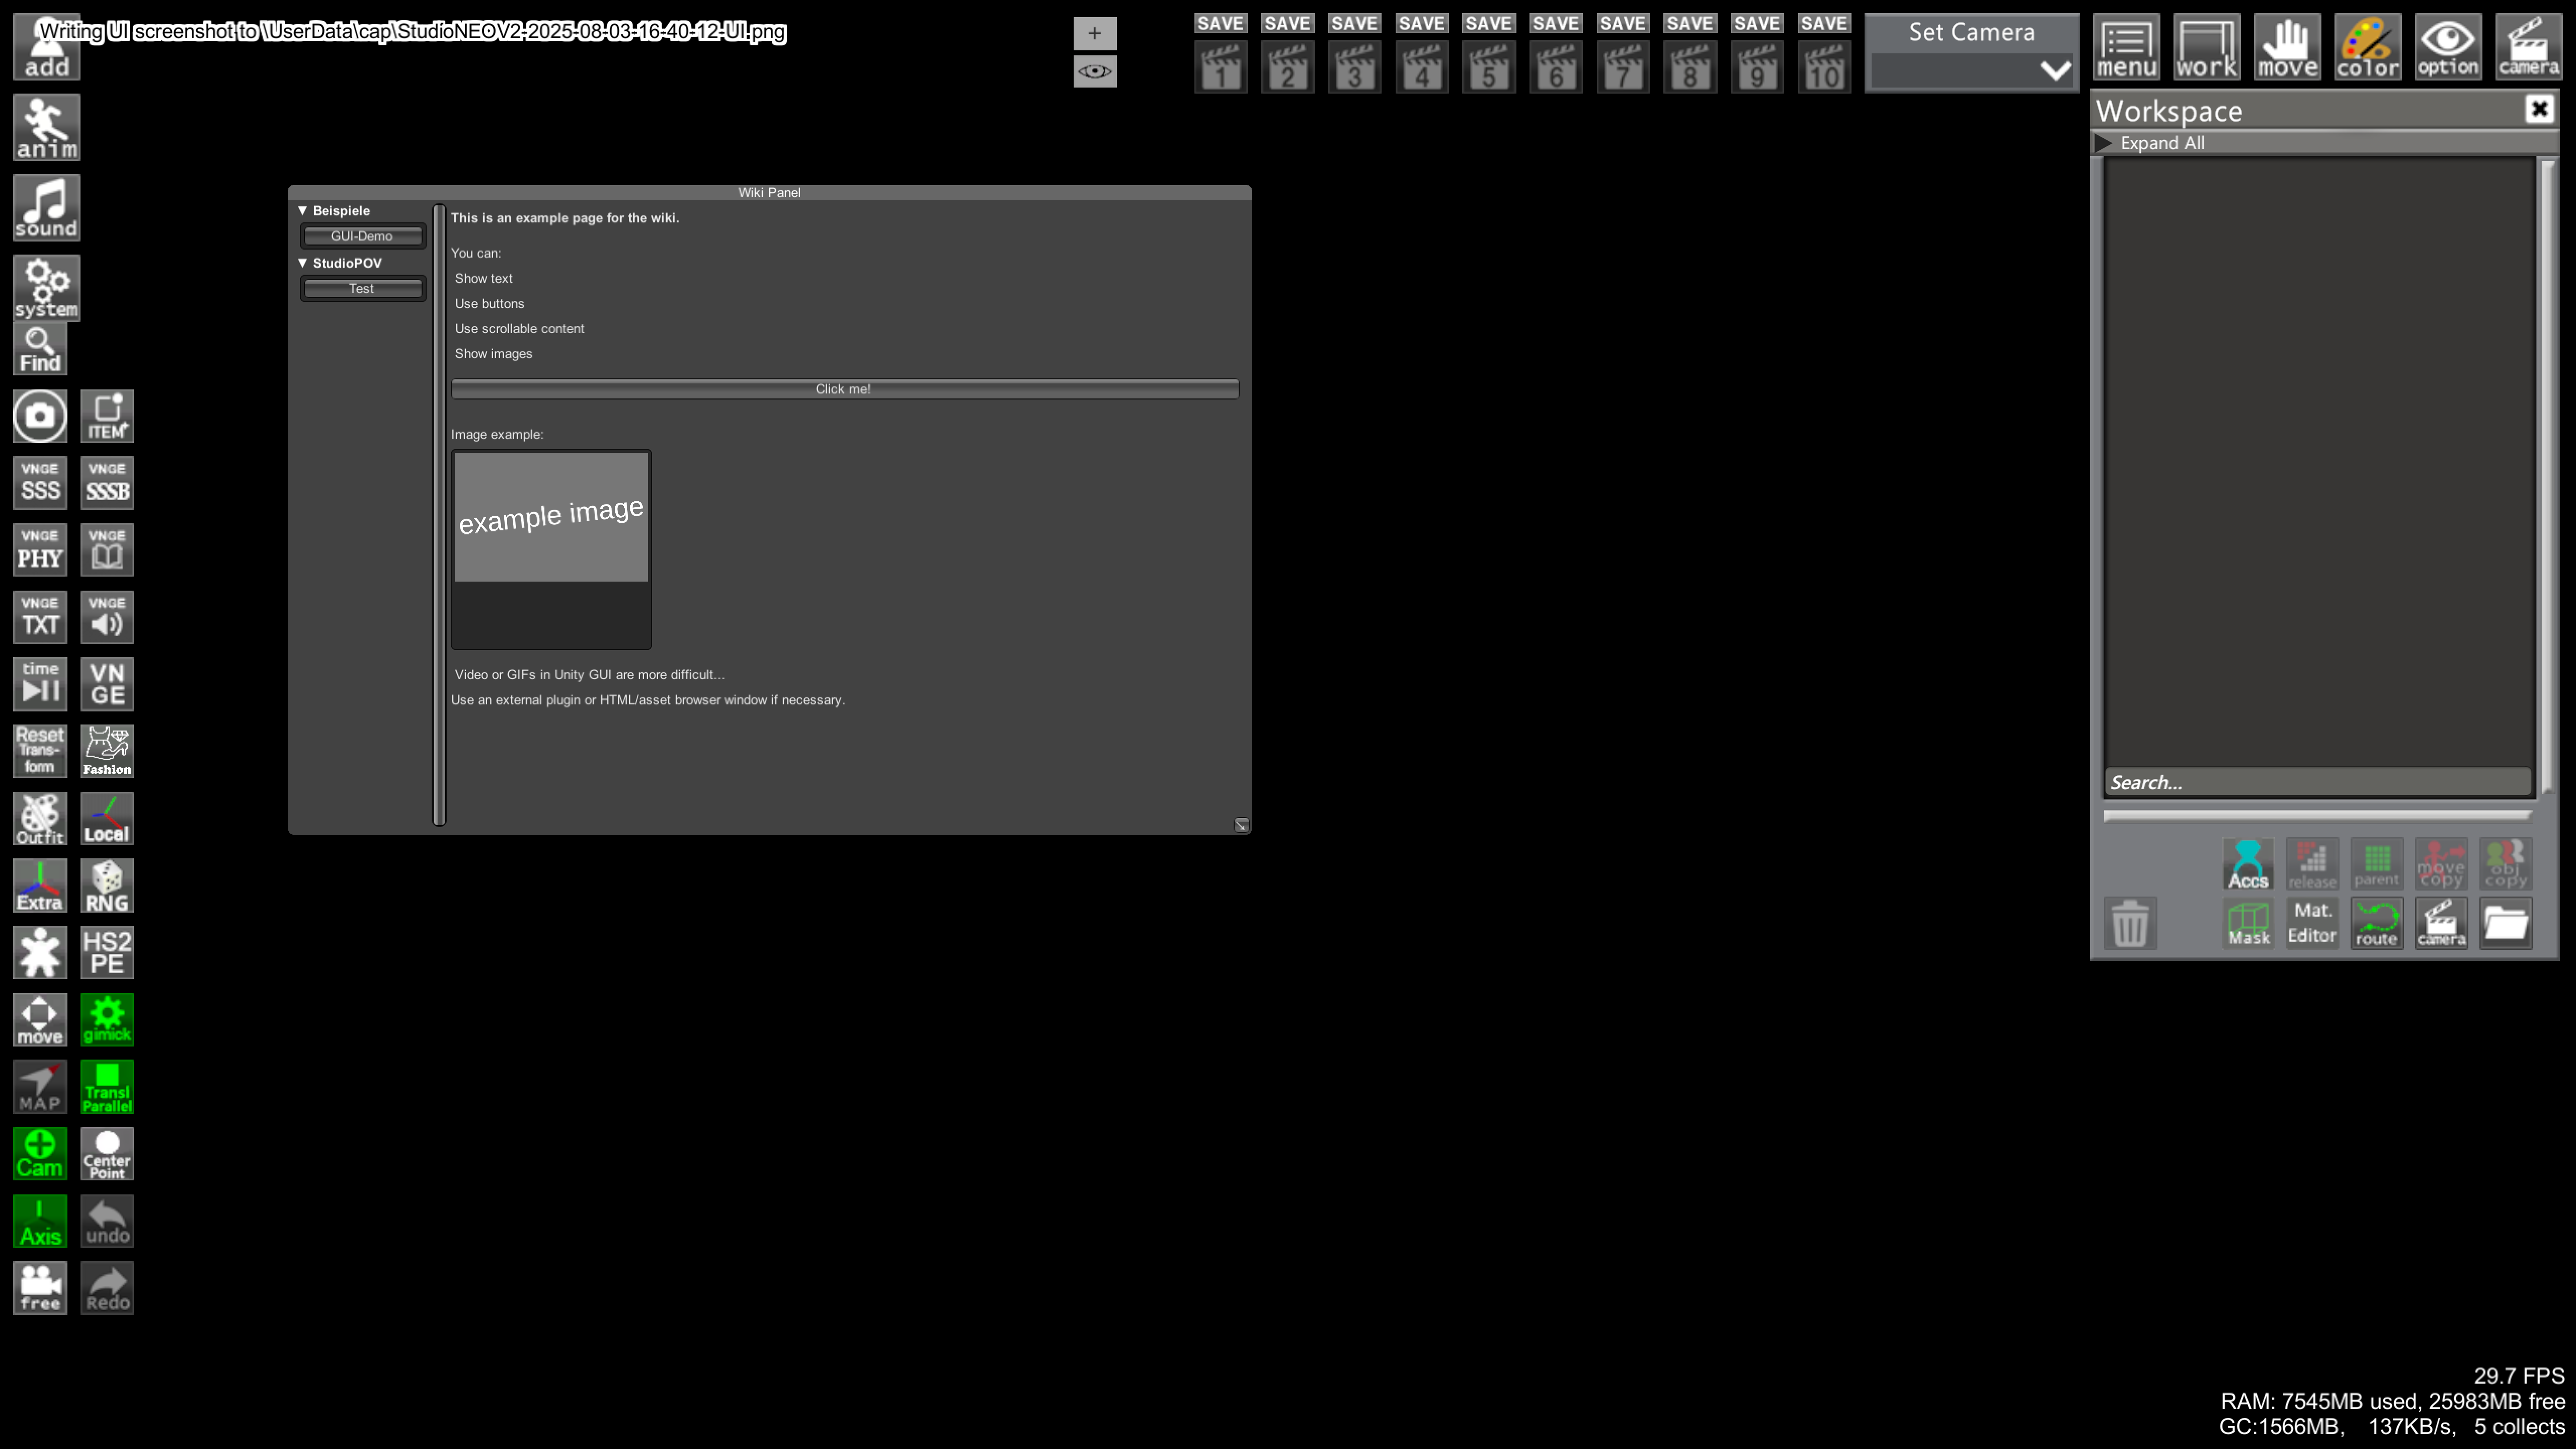 Writing UI screenshot to \UserData\cap\StudioNEOV2-2025-08-03-16-40-12-UI.png
add
anim
sound
system
Find
ITEM+
VNGE SSS
VNGE SSSB
VNGE PHY
VNGE
VNGE TXT
VNGE
time
VN GE
Reset Trans- form
Fashion
Outfit
Local
Extra
RNG
HS2 PE
move
gimick
MAP
Transl Parallel
Cam
Center Point
Axis
undo
free
Redo
+
SAVE SAVE SAVE SAVE SAVE SAVE SAVE SAVE SAVE SAVE
1 2 3 4 5 6 7 8 9 10
Set Camera
menu work move color option camera
Wiki Panel
▼ Beispiele
GUI-Demo
▼ StudioPOV
Test
This is an example page for the wiki.
You can:
Show text
Use buttons
Use scrollable content
Show images
Click me!
Image example:
example image
Video or GIFs in Unity GUI are more difficult...
Use an external plugin or HTML/asset browser window if necessary.
Workspace
Expand All
Search...
Accs release parent move copy obj copy
Mask Mat. Editor route camera
29.7 FPS
RAM: 7545MB used, 25983MB free
GC:1566MB, 137KB/s, 5 collects